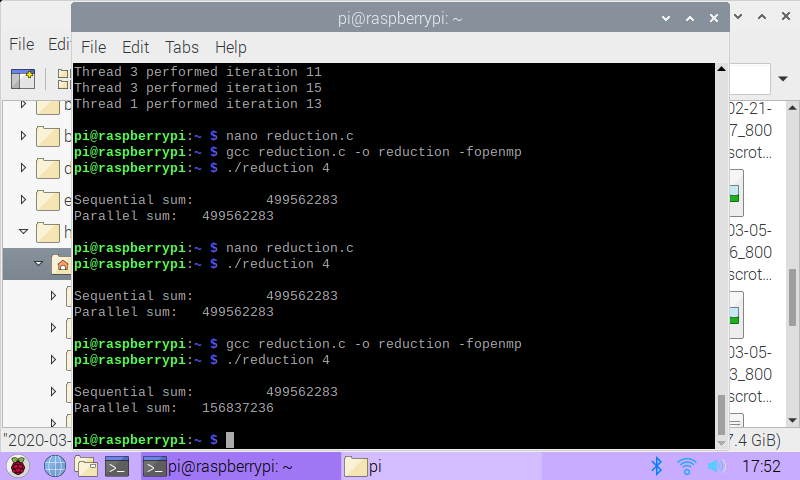 pi@raspberrypi: ~
File Edit Tabs Help
File Edi
Thread 3 performed iteration 11
Thread 3 performed iteration 15
Thread 1 performed iteration 13
pi@raspberrypi:~ $ nano reduction.c
pi@raspberrypi:~ $ gcc reduction.c -o reduction -fopenmp
pi@raspberrypi:~ $ ./reduction 4
Sequential sum: 499562283
Parallel sum: 499562283
pi@raspberrypi:~ $ nano reduction.c
pi@raspberrypi:~ $ ./reduction 4
Sequential sum: 499562283
Parallel sum: 499562283
pi@raspberrypi:~ $ gcc reduction.c -o reduction -fopenmp
pi@raspberrypi:~ $ ./reduction 4
Sequential sum: 499562283
Parallel sum: 156837236
pi@raspberrypi:~ $
02-21-
7_800
scrot...
03-05-
6_800
scrot...
03-05-
3_800
scrot...
"2020-03-
7.4 GiB)
pi@raspberrypi: ~
pi
17:52